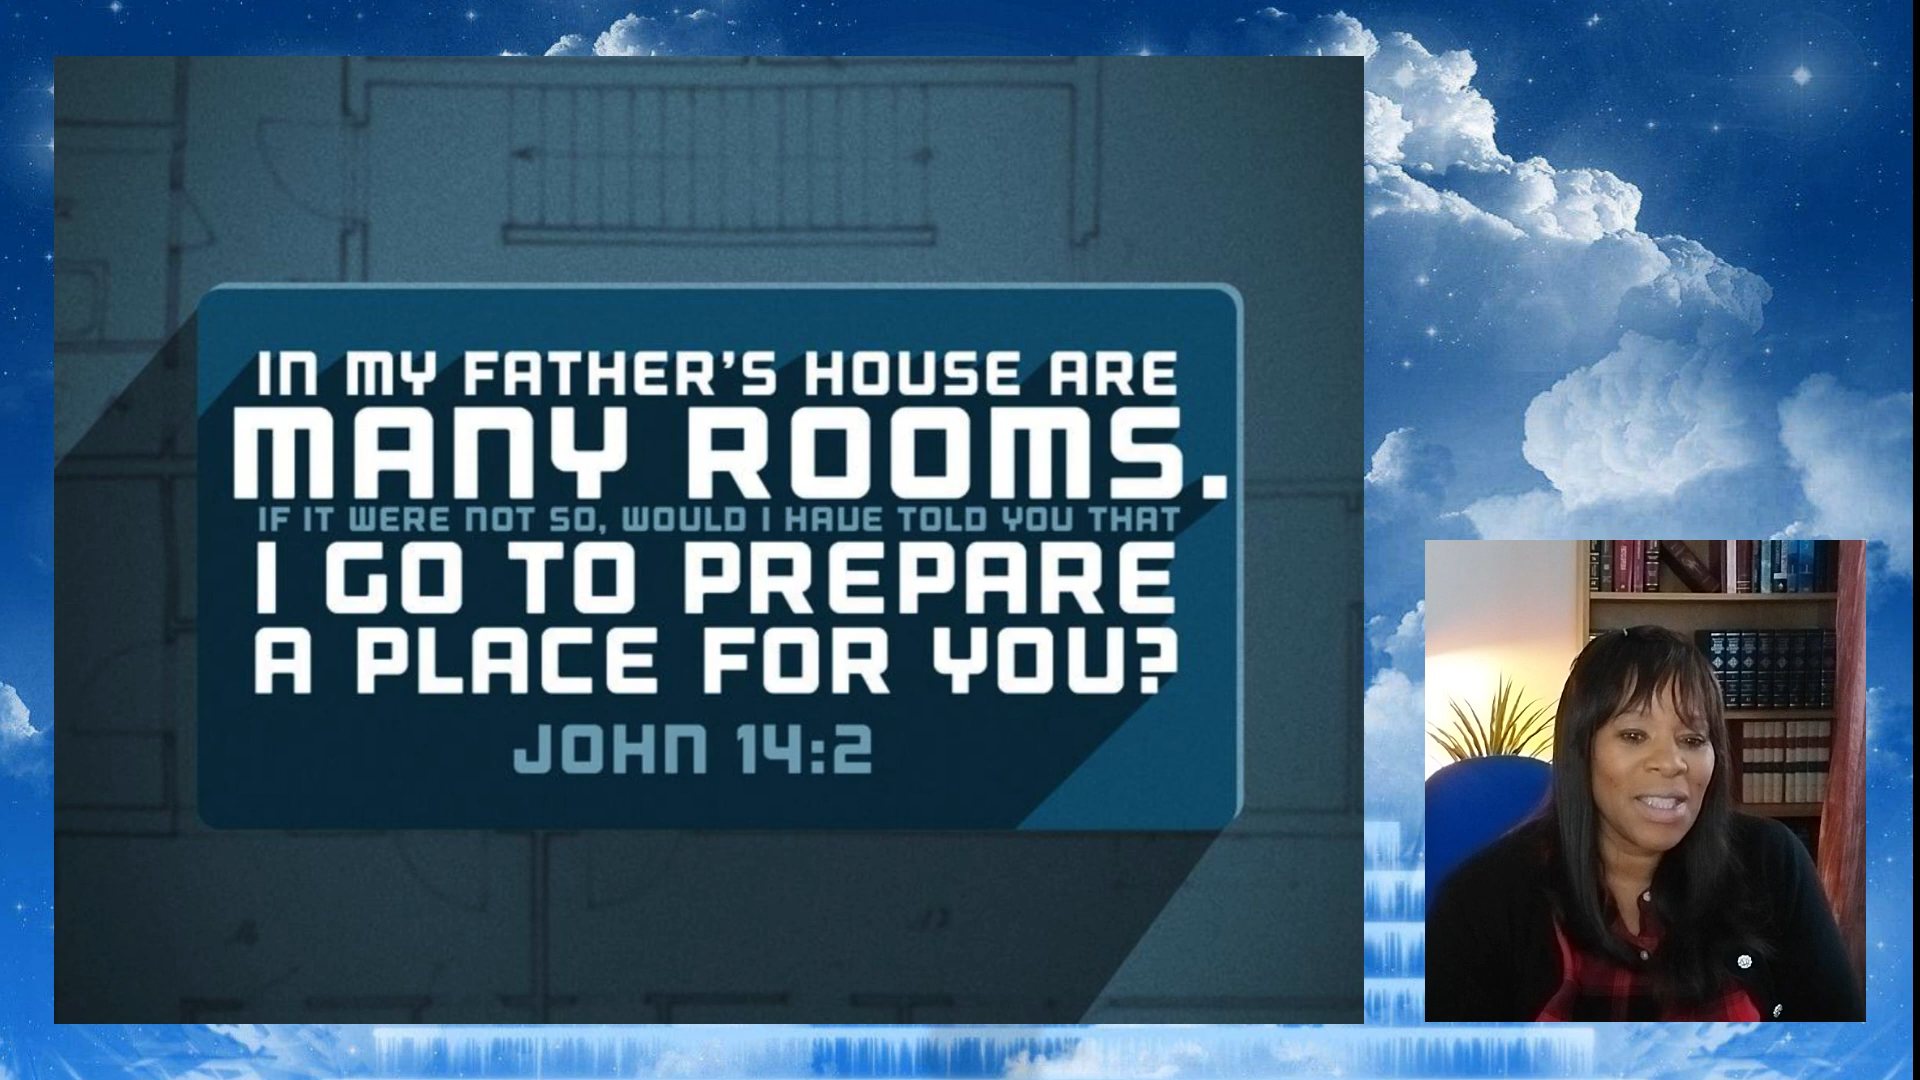 IN MY FATHER'S HOUSE ARE
MANY ROOMS.
IF IT WERE NOT SO, WOULD I HAVE TOLD YOU THAT
I GO TO PREPARE
A PLACE FOR YOU?
JOHN 14:2